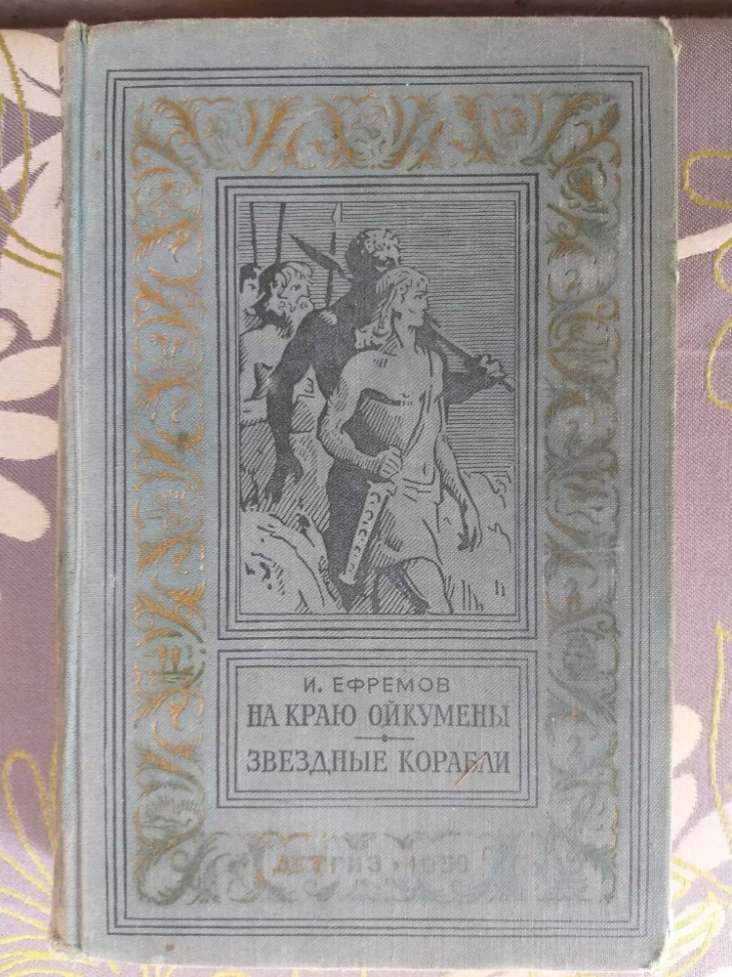 И. ЕФРЕМОВ
НА КРАЮ ОЙКУМЕНЫ
ЗВЕЗДНЫЕ КОРАБЛИ
ДЕТГИЗ